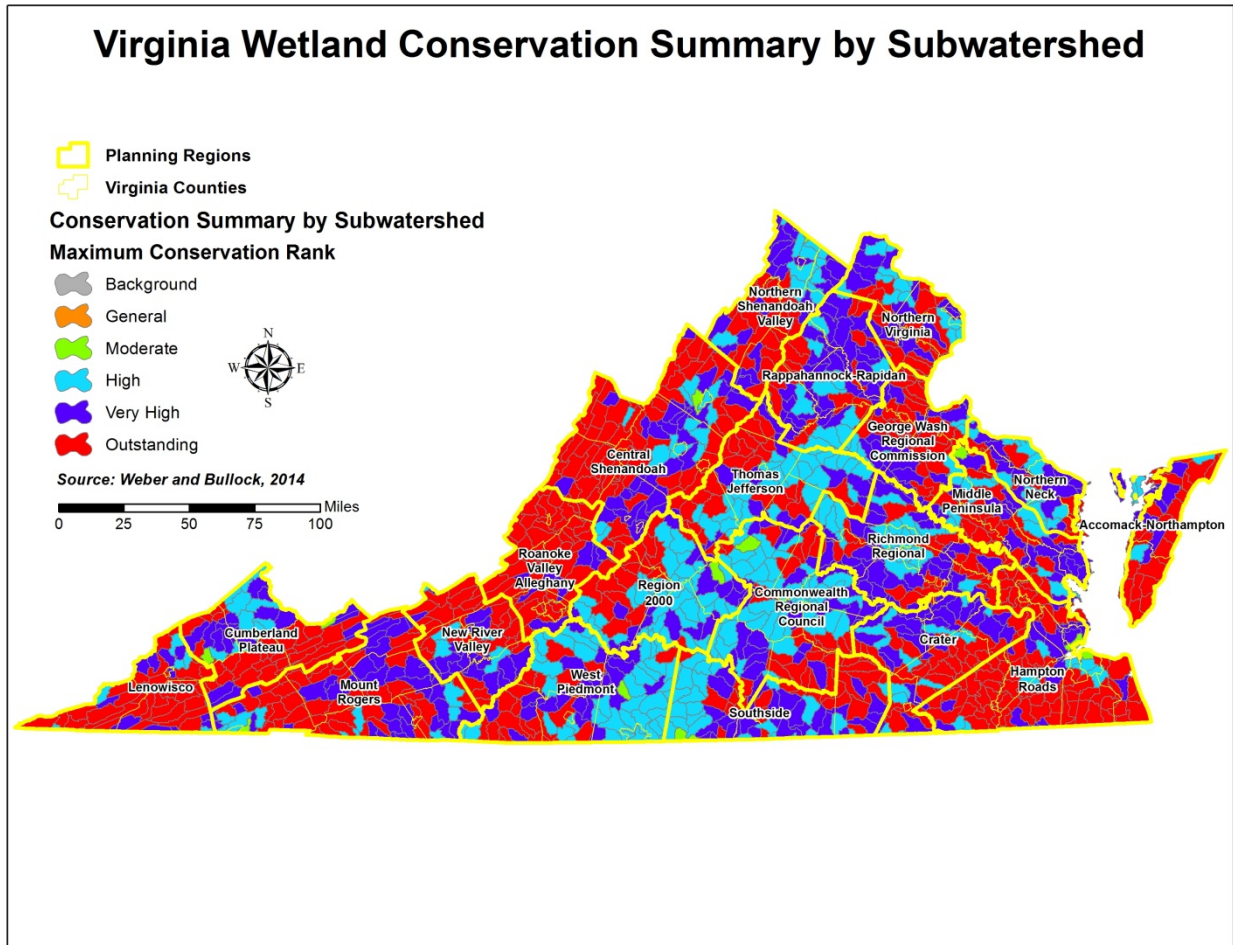 Virginia Wetland Conservation Summary by Subwatershed
Planning Regions
Virginia Counties
Conservation Summary by Subwatershed
Maximum Conservation Rank
Background
General
Moderate
High
Very High
Outstanding
N
W E
S
Source: Weber and Bullock, 2014
Miles
0 25 50 75 100
Northern
Shenandoah
Valley
Northern
Virginia
Rappahannock-Rapidan
George Wash
Regional
Commission
Central
Shenandoah
Thomas
Jefferson
Northern
Neck
Middle
Peninsula
Accomack-Northampton
Richmond
Regional
Roanoke
Valley
Alleghany
Region
2000
Commonwealth
Regional
Council
Cumberland
Plateau
New River
Valley
Crater
Lenowisco
Mount
Rogers
West
Piedmont
Southside
Hampton
Roads